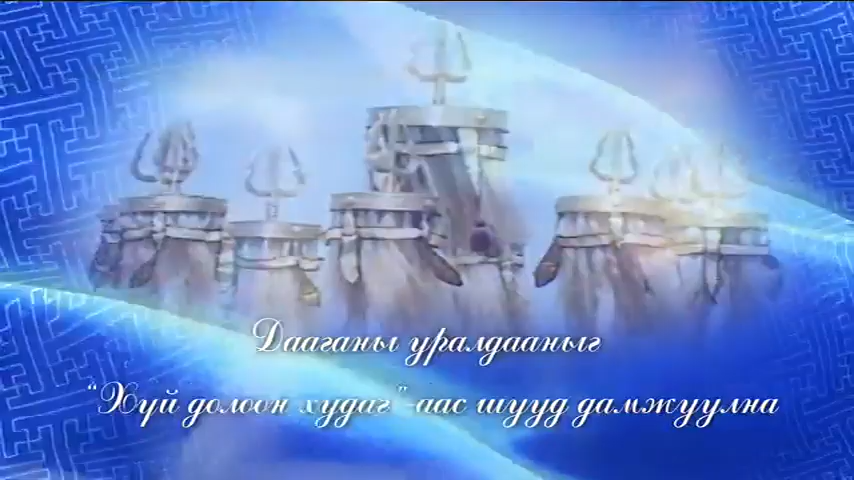 Дааганы уралдааныг
“Хүй долоон худаг”-аас шууд дамжуулна